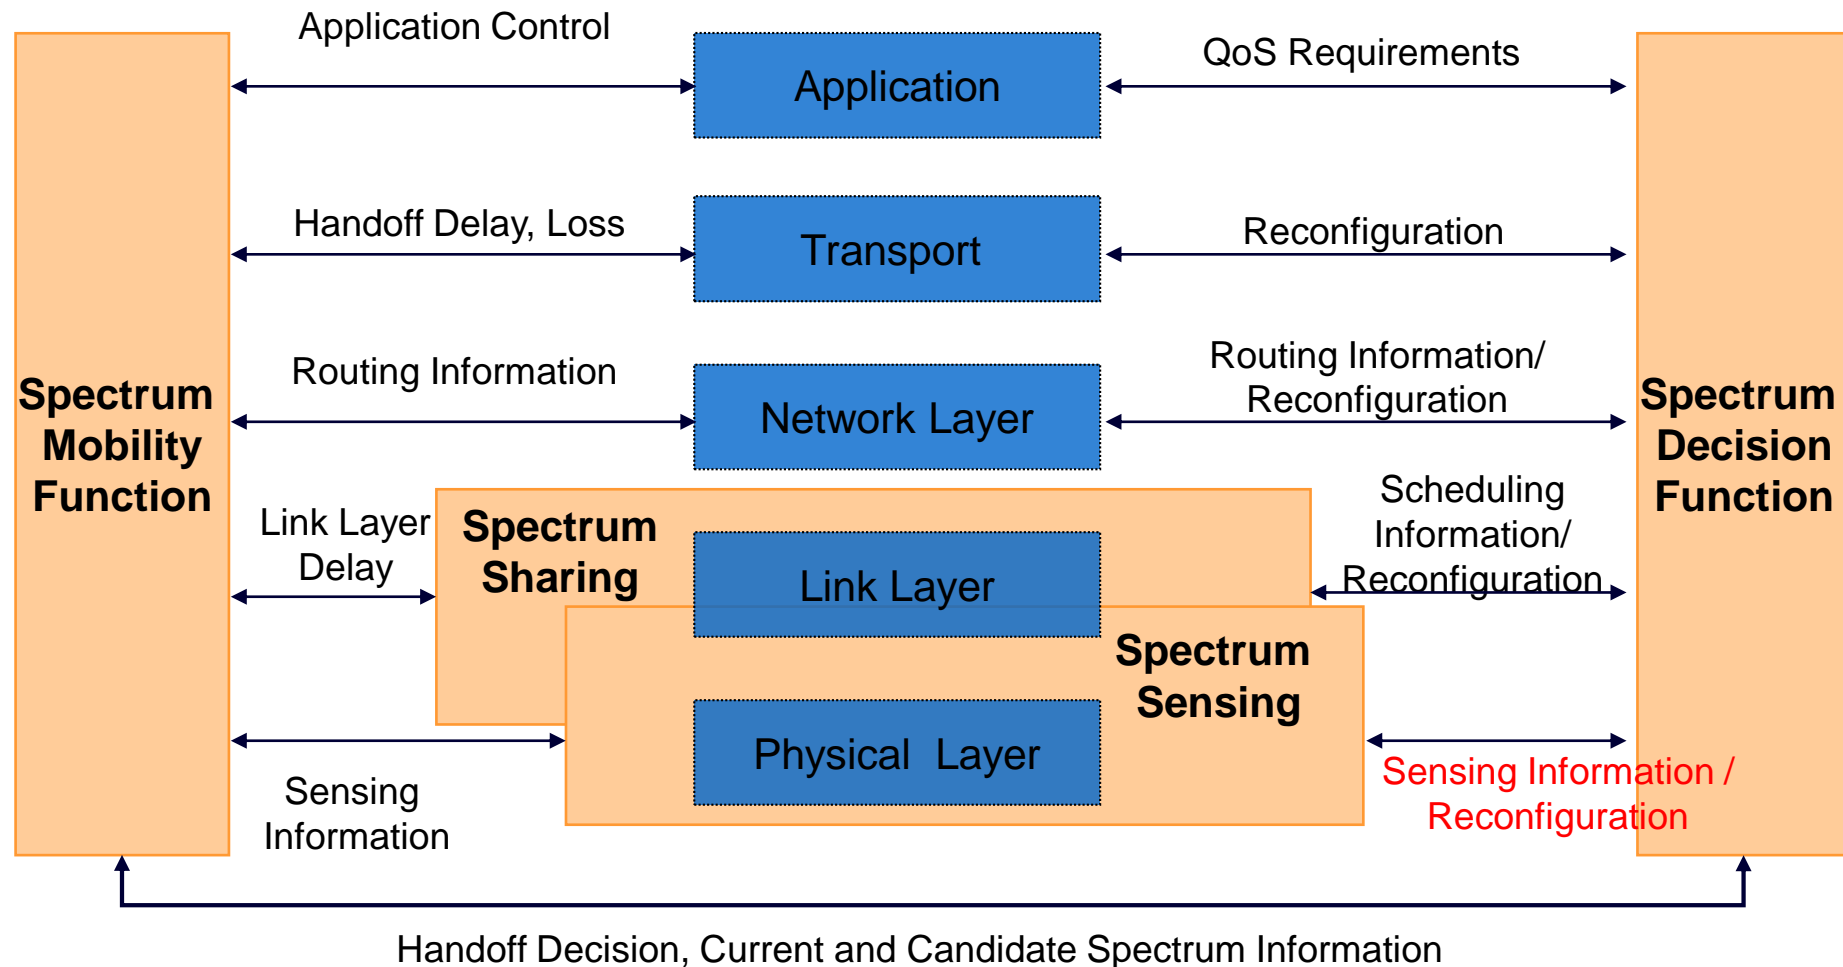 Application Control
Application
QoS Requirements
Handoff Delay, Loss
Transport
Reconfiguration
Routing Information
Network Layer
Routing Information/
Reconfiguration
Spectrum
Mobility
Function
Spectrum
Decision
Function
Link Layer
Delay
Spectrum
Sharing
Link Layer
Scheduling
Information/
Reconfiguration
Spectrum
Sensing
Physical Layer
Sensing
Information
Sensing Information /
Reconfiguration
Handoff Decision, Current and Candidate Spectrum Information